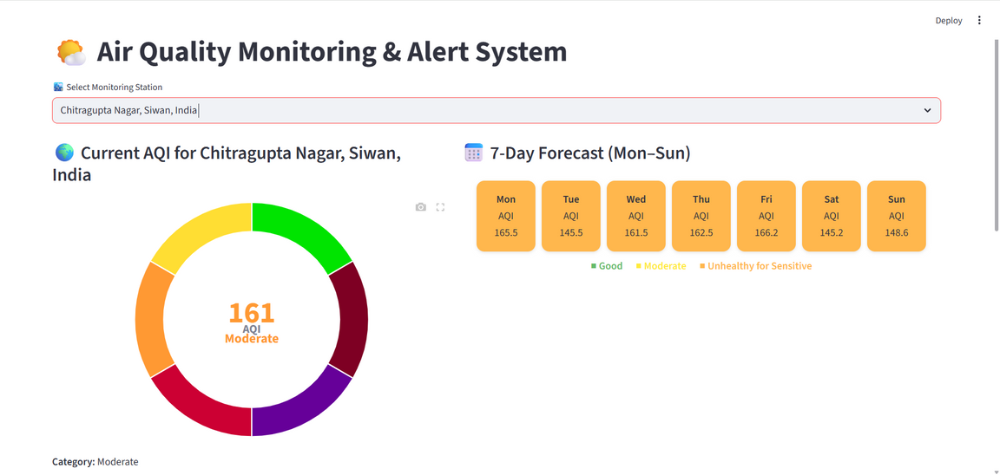 Deploy
Air Quality Monitoring & Alert System
Select Monitoring Station
Chitragupta Nagar, Siwan, India
Current AQI for Chitragupta Nagar, Siwan,
India
161
AQI
Moderate
Category: Moderate
7-Day Forecast (Mon–Sun)
Mon
AQI
165.5
Tue
AQI
145.5
Wed
AQI
161.5
Thu
AQI
162.5
Fri
AQI
166.2
Sat
AQI
145.2
Sun
AQI
148.6
Good
Moderate
Unhealthy for Sensitive